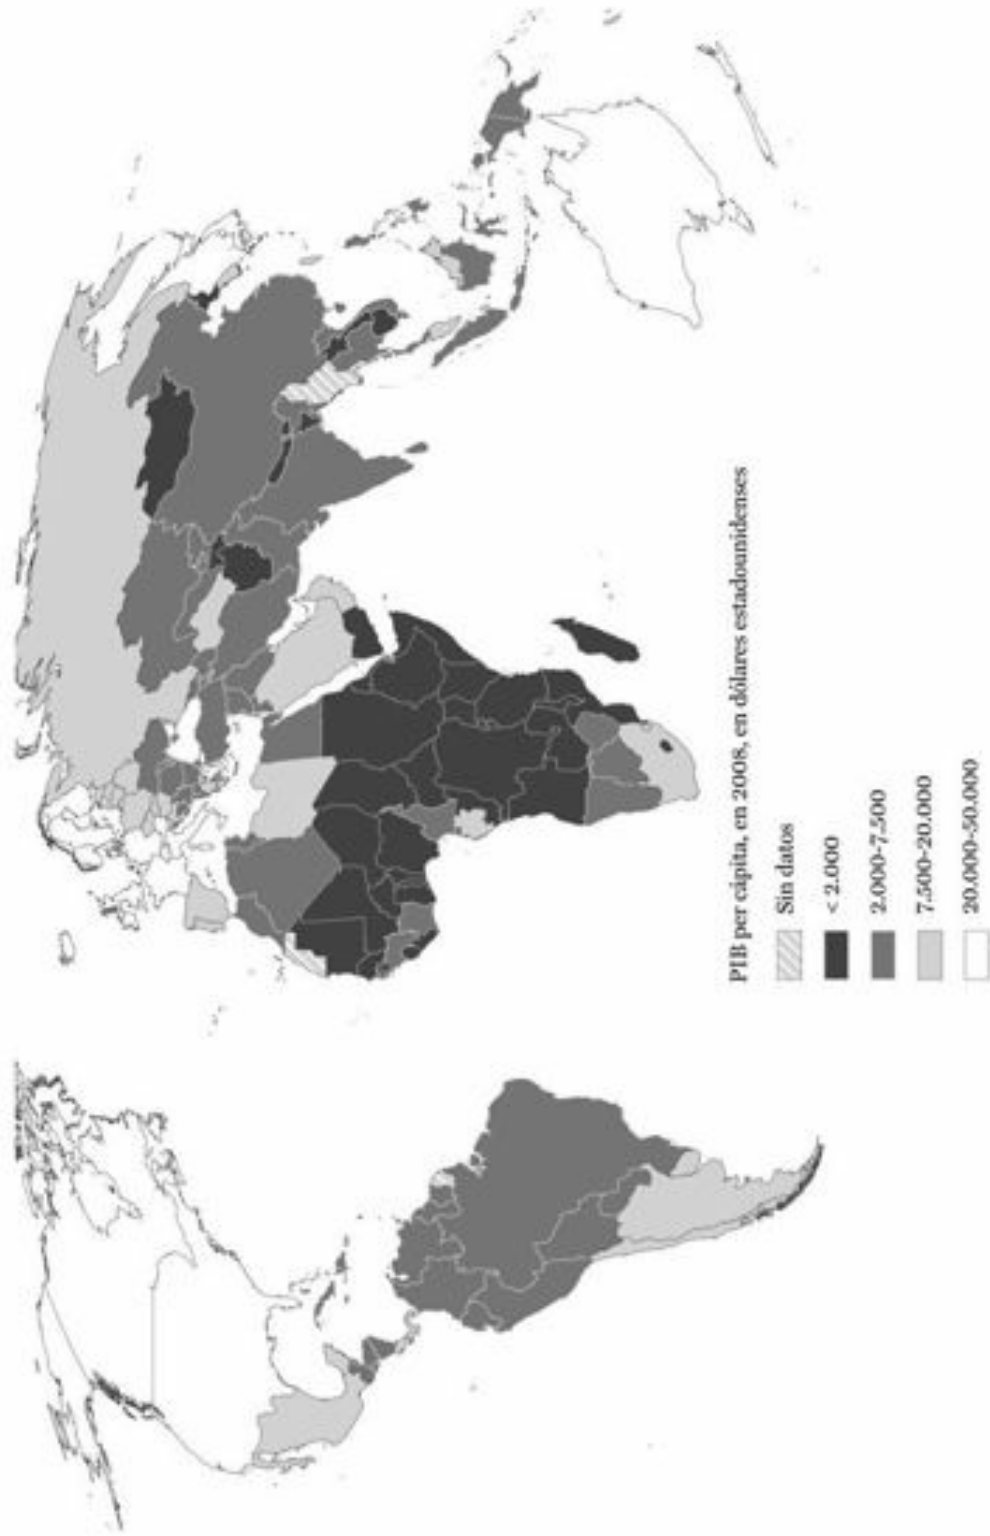 PIB per cápita, en 2008, en dólares estadounidenses
Sin datos
< 2.000
2.000-7.500
7.500-20.000
20.000-50.000